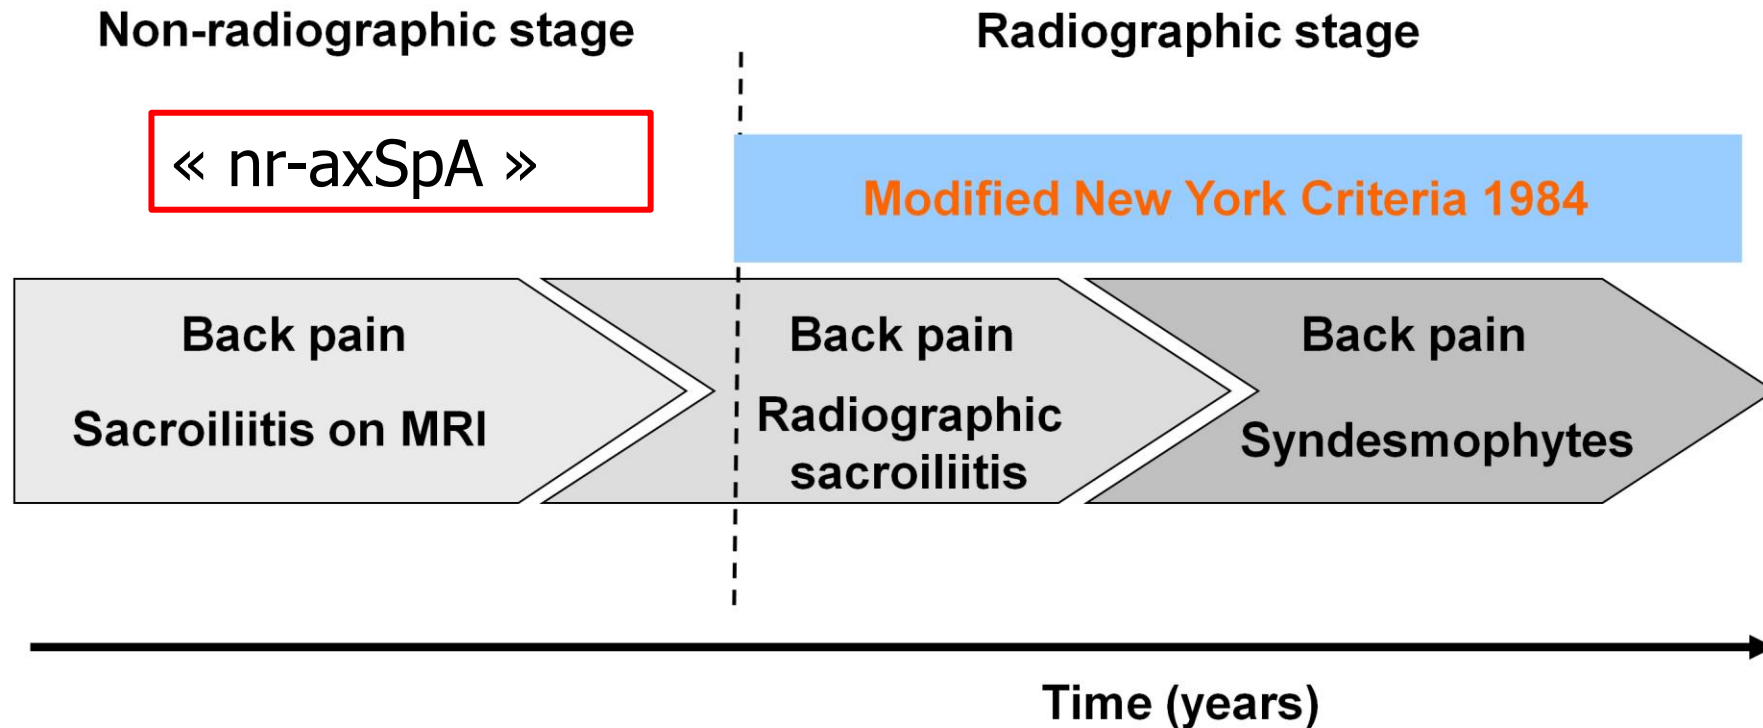 Non-radiographic stage
Radiographic stage
« nr-axSpA »
Modified New York Criteria 1984
Back pain
Sacroiliitis on MRI
Back pain
Radiographic
sacroiliitis
Back pain
Syndesmophytes
Time (years)